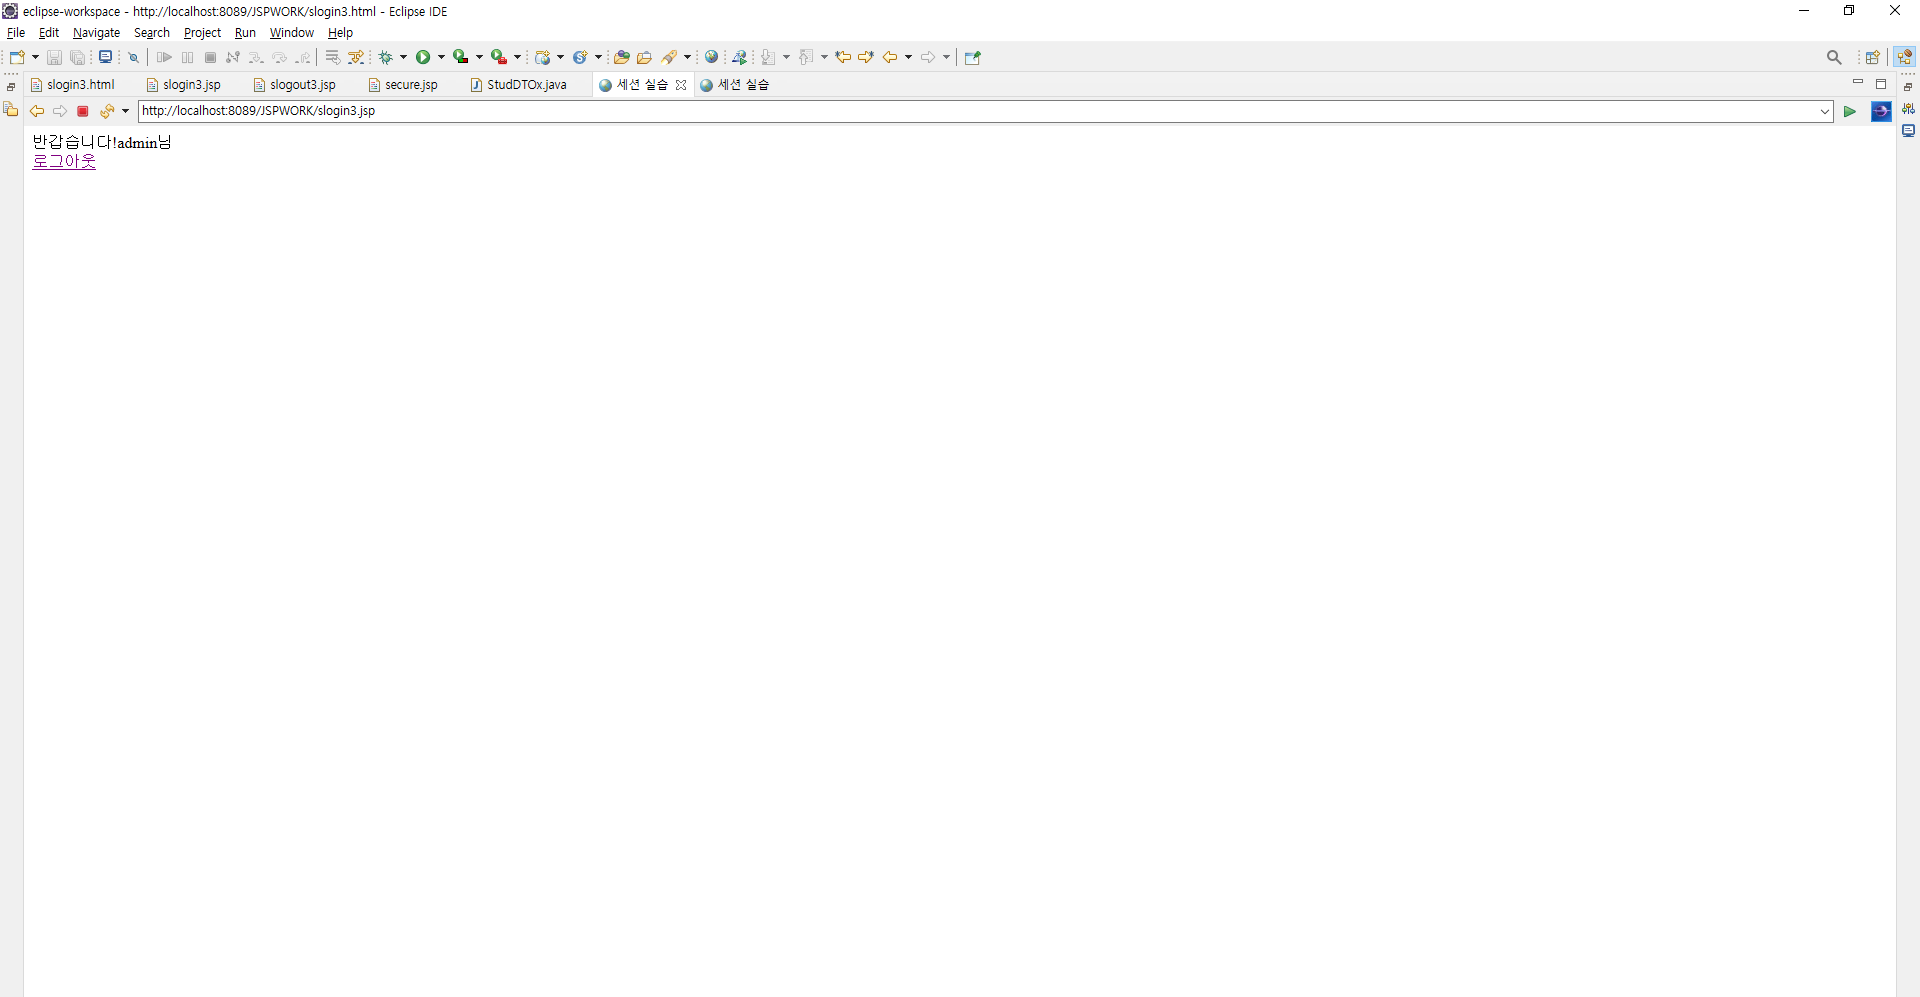 eclipse-workspace - http://localhost:8089/JSPWORK/slogin3.html - Eclipse IDE
File Edit Navigate Search Project Run Window Help
slogin3.html slogin3.jsp slogout3.jsp secure.jsp StudDTOx.java 세션 실습 세션 실습
http://localhost:8089/JSPWORK/slogin3.jsp
반갑습니다!admin님
로그아웃